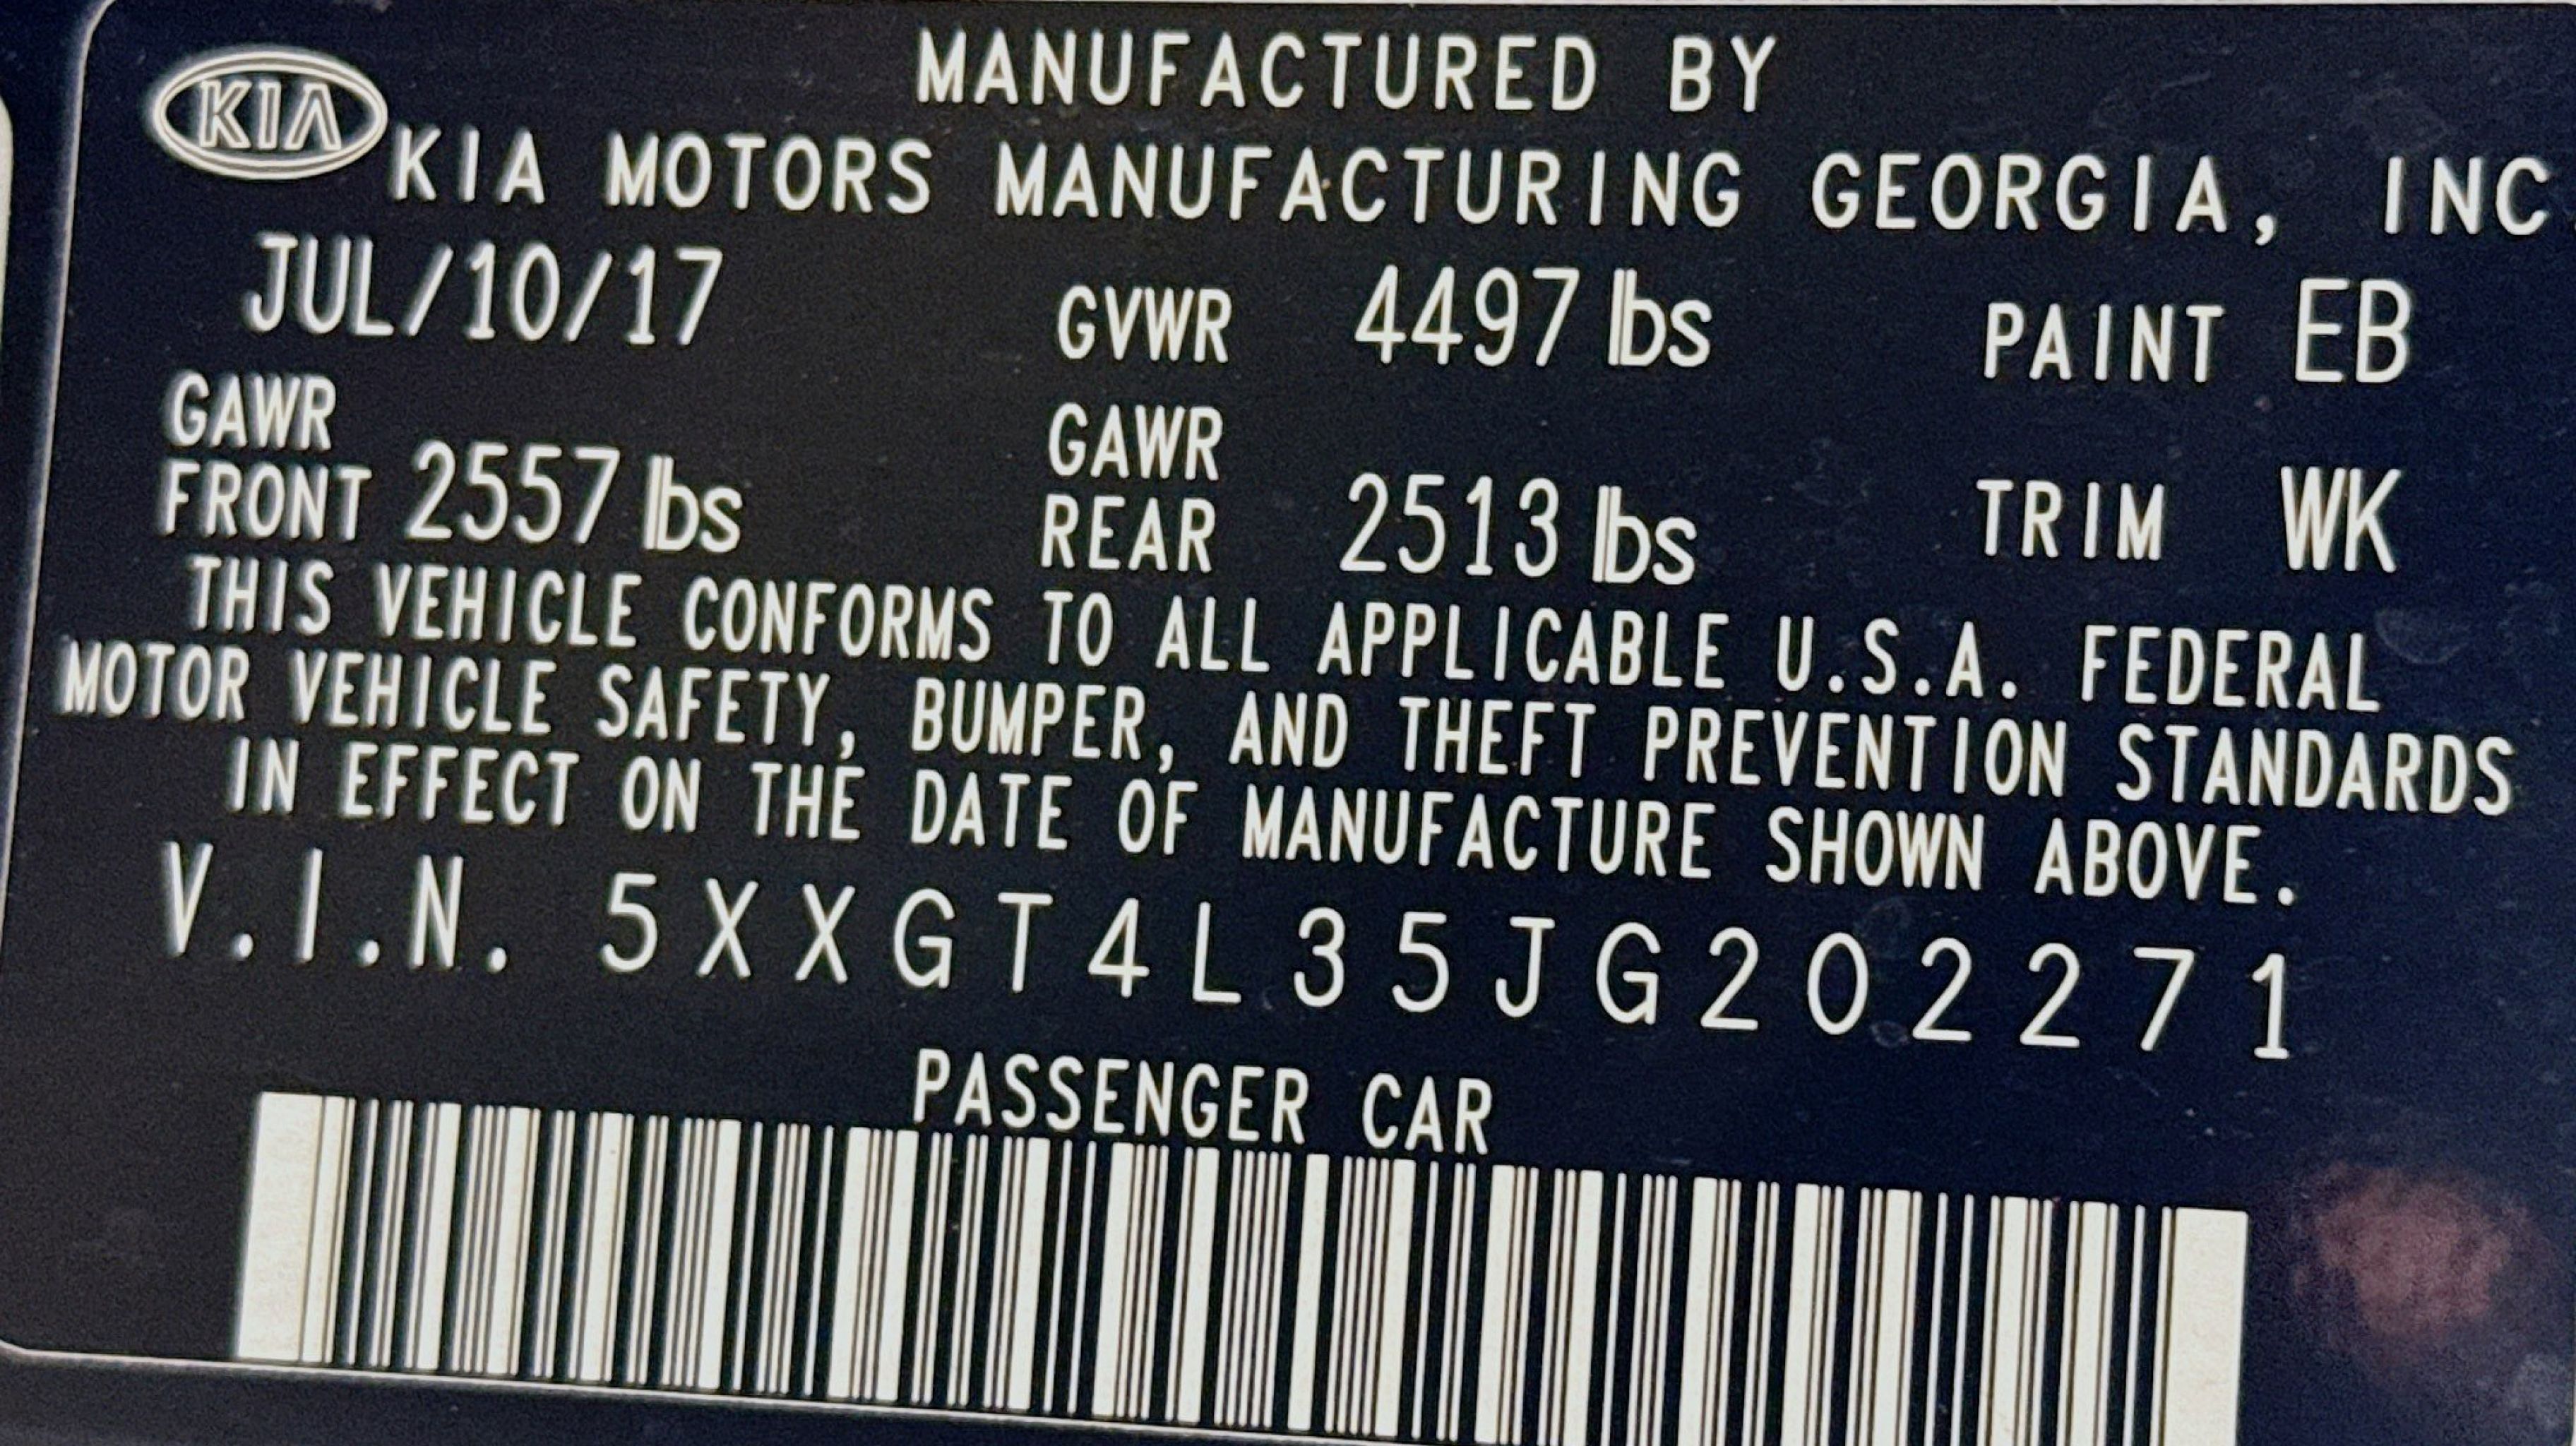 MANUFACTURED BY
KIA
KIA MOTORS MANUFACTURING GEORGIA, INC.
JUL/10/17 GVWR 4497 lbs PAINT EB
GAWR FRONT 2557 lbs GAWR REAR 2513 lbs TRIM WK
THIS VEHICLE CONFORMS TO ALL APPLICABLE U.S.A. FEDERAL
MOTOR VEHICLE SAFETY, BUMPER, AND THEFT PREVENTION STANDARDS
IN EFFECT ON THE DATE OF MANUFACTURE SHOWN ABOVE.
V.I.N. 5XXGT4L35JG202271
PASSENGER CAR